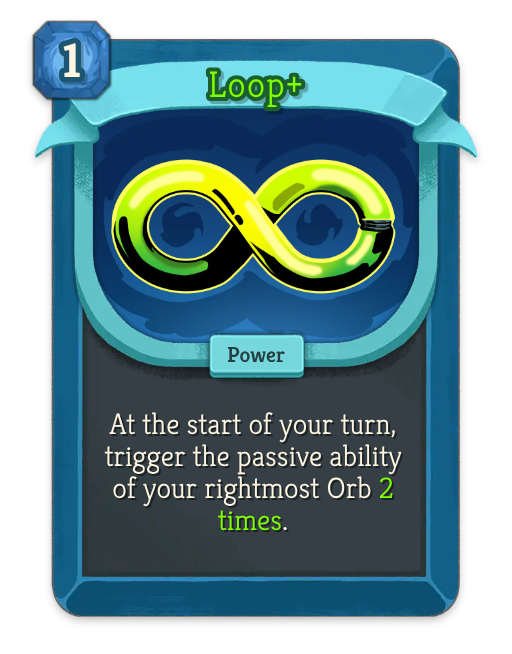 1
Loop+
Power
At the start of your turn,
trigger the passive ability
of your rightmost Orb 2
times.